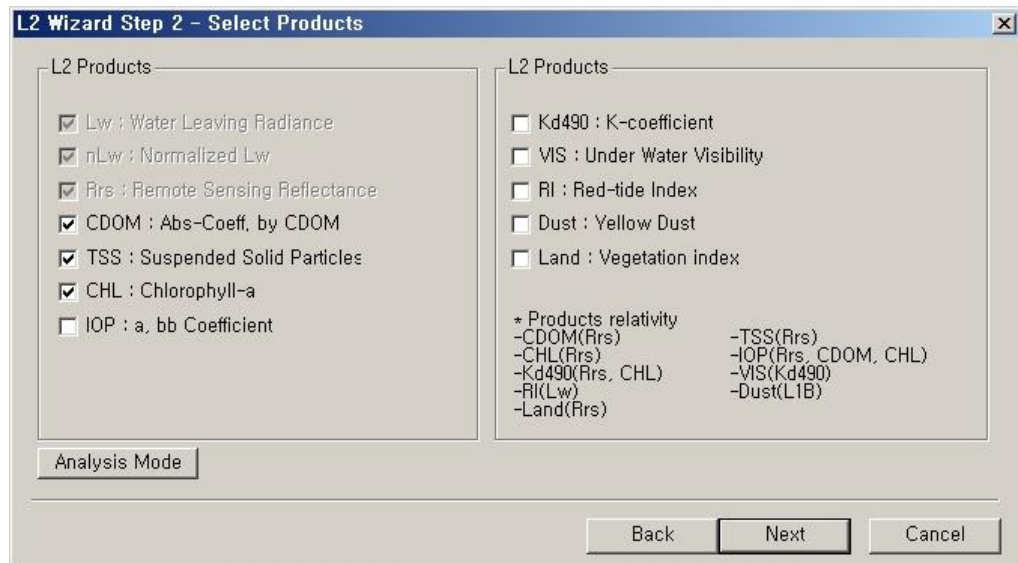 L2 Wizard Step 2 - Select Products
L2 Products
Lw : Water Leaving Radiance
nLw : Normalized Lw
Rrs : Remote Sensing Reflectance
CDOM : Abs-Coeff, by CDOM
TSS : Suspended Solid Particles
CHL : Chlorophyll-a
IOP : a, bb Coefficient
L2 Products
Kd490 : K-coefficient
VIS : Under Water Visibility
RI : Red-tide Index
Dust : Yellow Dust
Land : Vegetation index
* Products relativity
-CDOM(Rrs) -TSS(Rrs)
-CHL(Rrs) -IOP(Rrs, CDOM, CHL)
-Kd490(Rrs, CHL) -VIS(Kd490)
-RI(Lw) -Dust(L1B)
-Land(Rrs)
Analysis Mode
Back Next Cancel